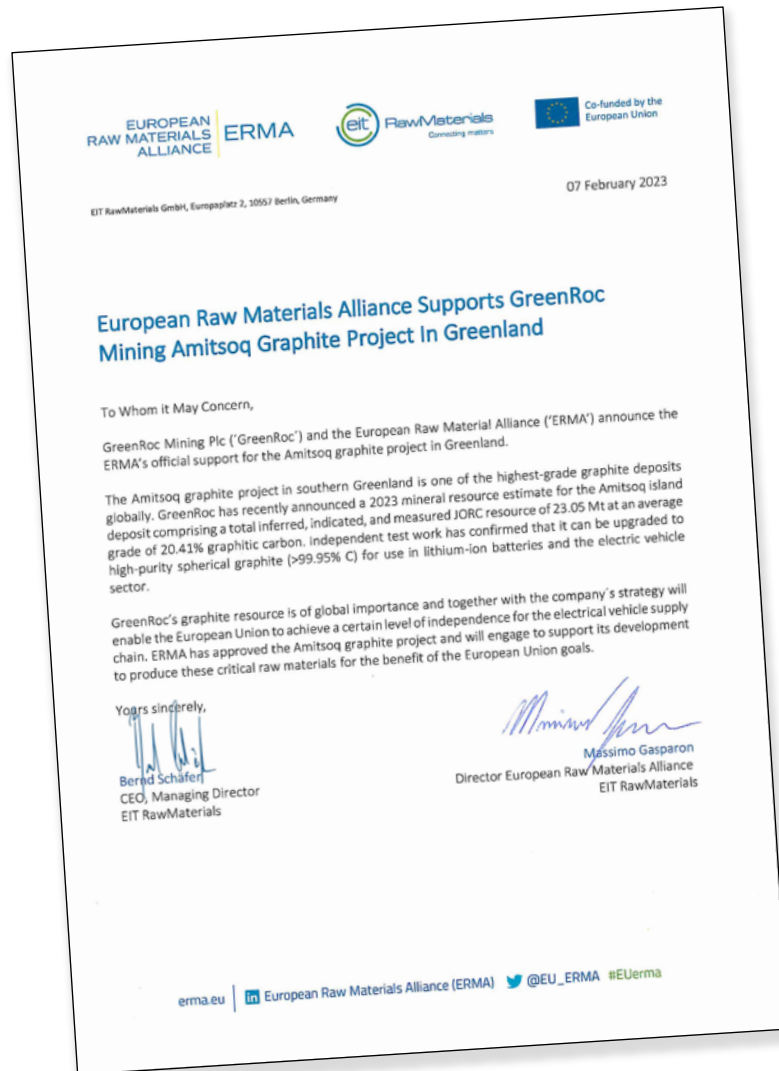 EUROPEAN
RAW MATERIALS
ALLIANCE
ERMA
eit RawMaterials
Connecting matters
Co-funded by the
European Union
EIT RawMaterials GmbH, Europaplatz 2, 10557 Berlin, Germany
07 February 2023
European Raw Materials Alliance Supports GreenRoc
Mining Amitsoq Graphite Project In Greenland
To Whom it May Concern,
GreenRoc Mining Plc (´GreenRoc´) and the European Raw Material Alliance (‘ERMA’) announce the
ERMA’s official support for the Amitsoq graphite project in Greenland.
The Amitsoq graphite project in southern Greenland is one of the highest-grade graphite deposits
globally. GreenRoc has recently announced a 2023 mineral resource estimate for the Amitsoq island
deposit comprising a total inferred, indicated, and measured JORC resource of 23.05 Mt at an average
grade of 20.41% graphitic carbon. Independent test work has confirmed that it can be upgraded to
high-purity spherical graphite (>99.95% C) for use in lithium-ion batteries and the electric vehicle
sector.
GreenRoc’s graphite resource is of global importance and together with the company´s strategy will
enable the European Union to achieve a certain level of independence for the electrical vehicle supply
chain. ERMA has approved the Amitsoq graphite project and will engage to support its development
to produce these critical raw materials for the benefit of the European Union goals.
Yours sincerely,
Bernd Schäfer
CEO, Managing Director
EIT RawMaterials
Massimo Gasparon
Director European Raw Materials Alliance
EIT RawMaterials
erma.eu in European Raw Materials Alliance (ERMA) @EU_ERMA #EUerma